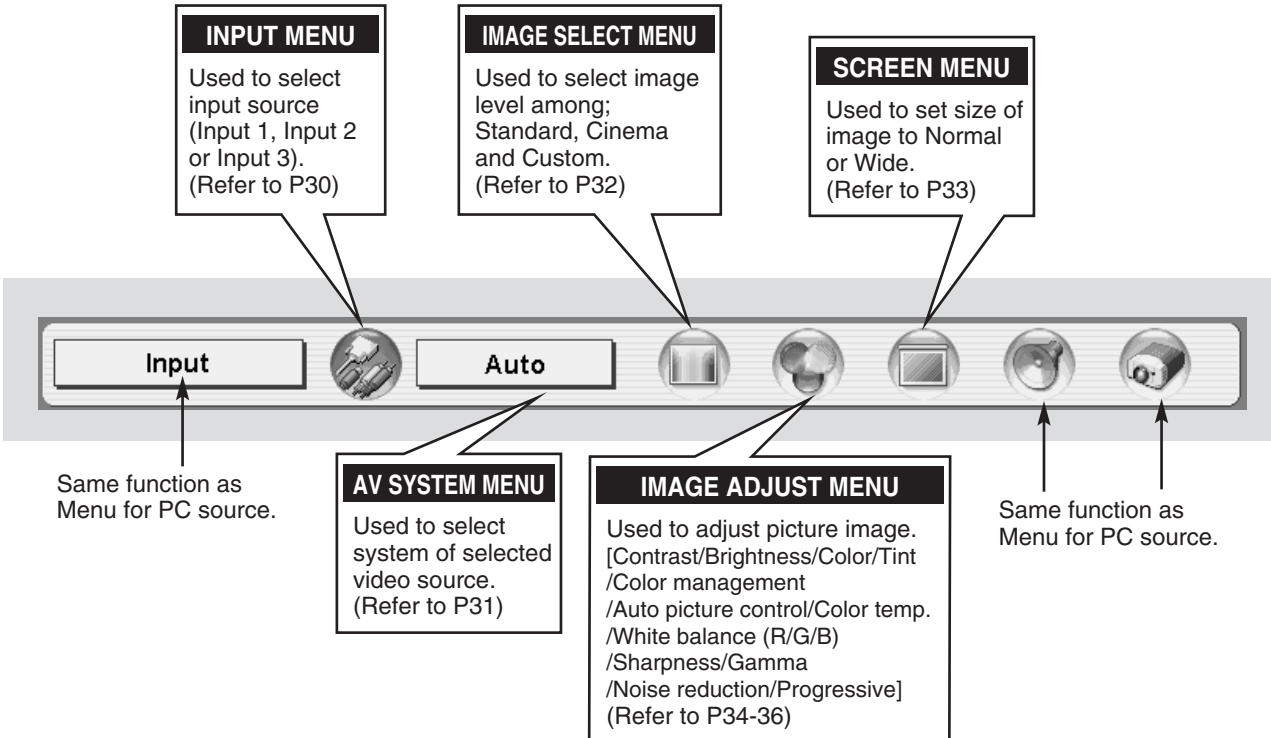 INPUT MENU
Used to select
input source
(Input 1, Input 2
or Input 3).
(Refer to P30)
IMAGE SELECT MENU
Used to select image
level among;
Standard, Cinema
and Custom.
(Refer to P32)
SCREEN MENU
Used to set size of
image to Normal
or Wide.
(Refer to P33)
Input
Auto
Same function as
Menu for PC source.
AV SYSTEM MENU
Used to select
system of selected
video source.
(Refer to P31)
IMAGE ADJUST MENU
Used to adjust picture image.
[Contrast/Brightness/Color/Tint
/Color management
/Auto picture control/Color temp.
/White balance (R/G/B)
/Sharpness/Gamma
/Noise reduction/Progressive]
(Refer to P34-36)
Same function as
Menu for PC source.